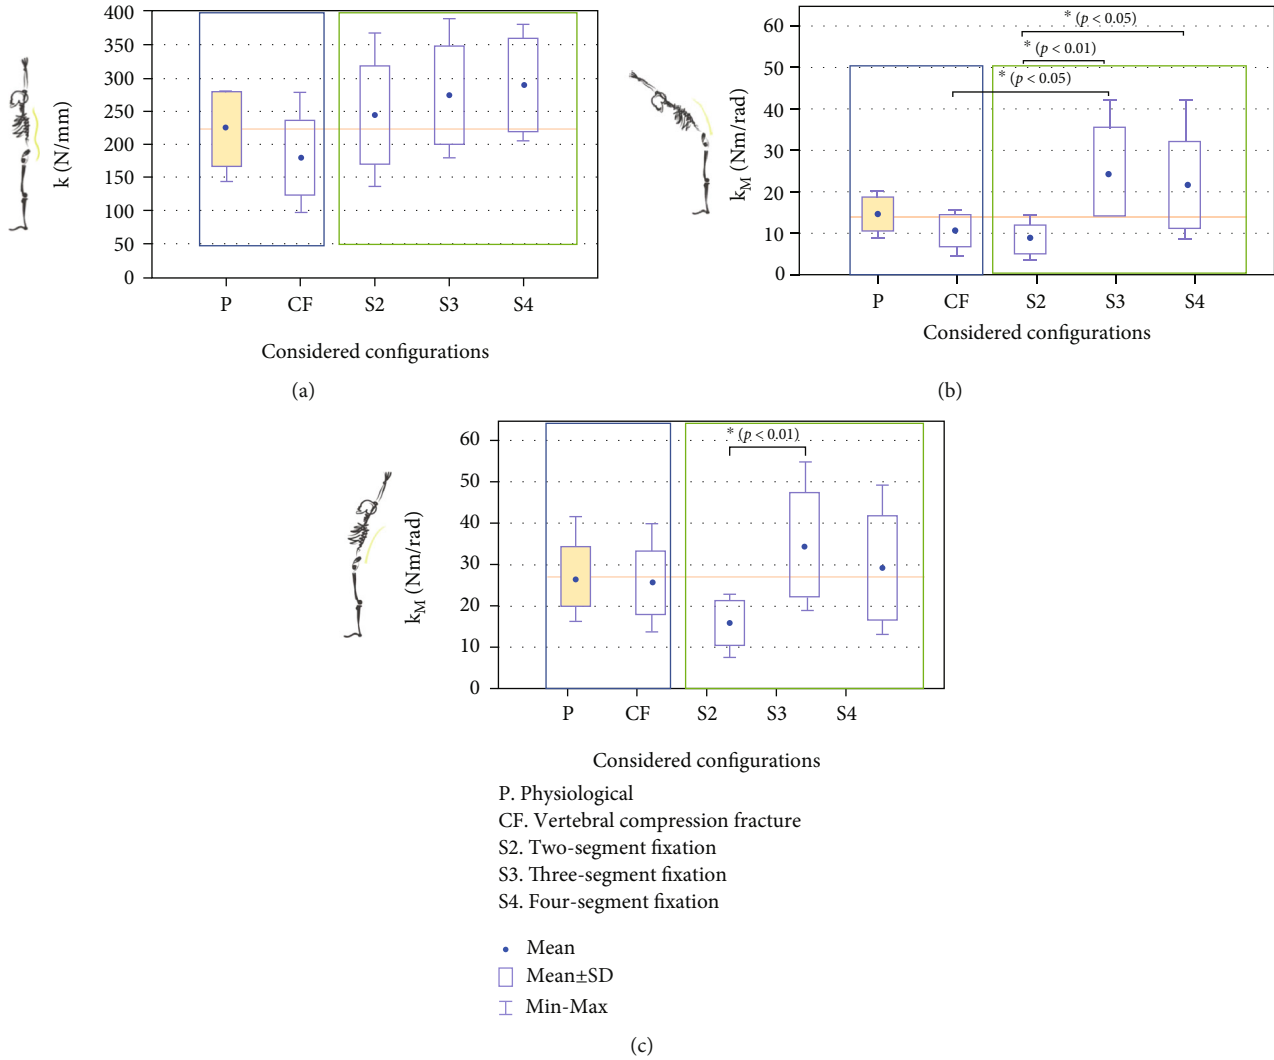 400
350
300
250
200
150
100
50
0
k (N/mm)
P CF S2 S3 S4
Considered configurations
(a)
60
50
40
30
20
10
0
k_M (Nm/rad)
* (p < 0.05)
* (p < 0.01)
* (p < 0.05)
P CF S2 S3 S4
Considered configurations
(b)
60
50
40
30
20
10
0
k_M (Nm/rad)
* (p < 0.01)
P CF S2 S3 S4
Considered configurations
P. Physiological
CF. Vertebral compression fracture
S2. Two-segment fixation
S3. Three-segment fixation
S4. Four-segment fixation
Mean
Mean±SD
Min-Max
(c)